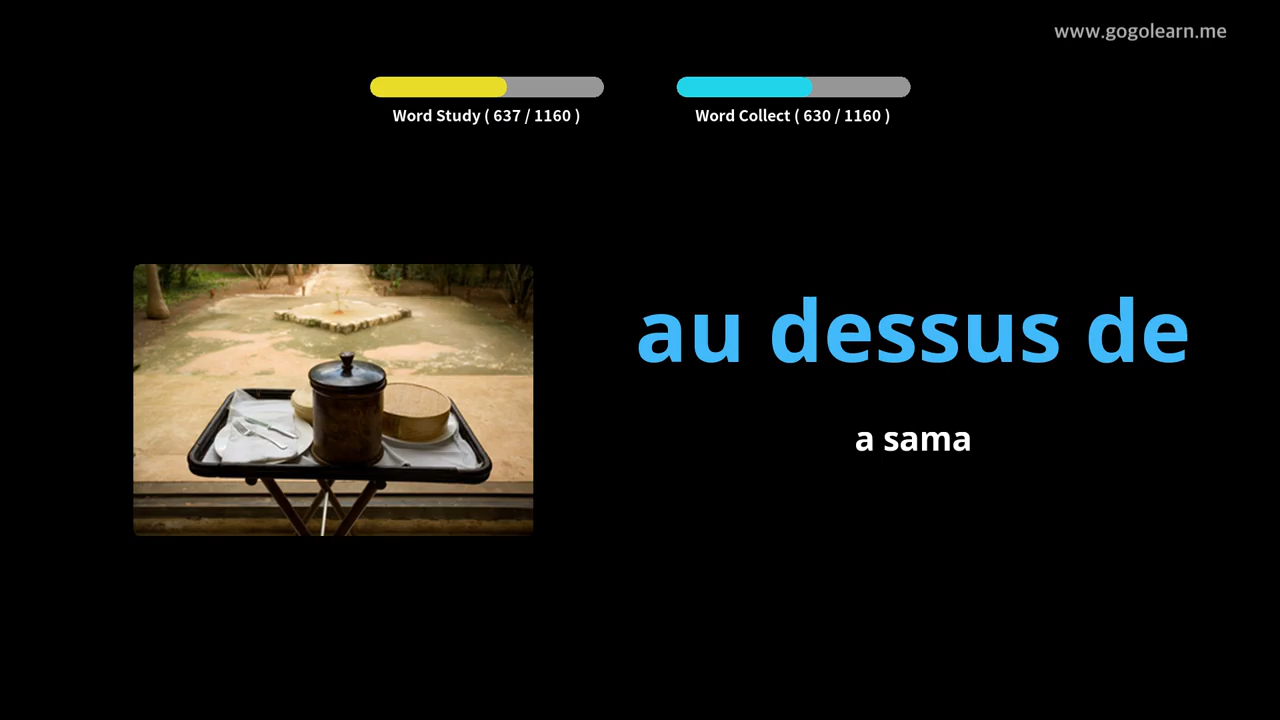 www.gogolearn.me
Word Study ( 637 / 1160 )
Word Collect ( 630 / 1160 )
au dessus de
a sama